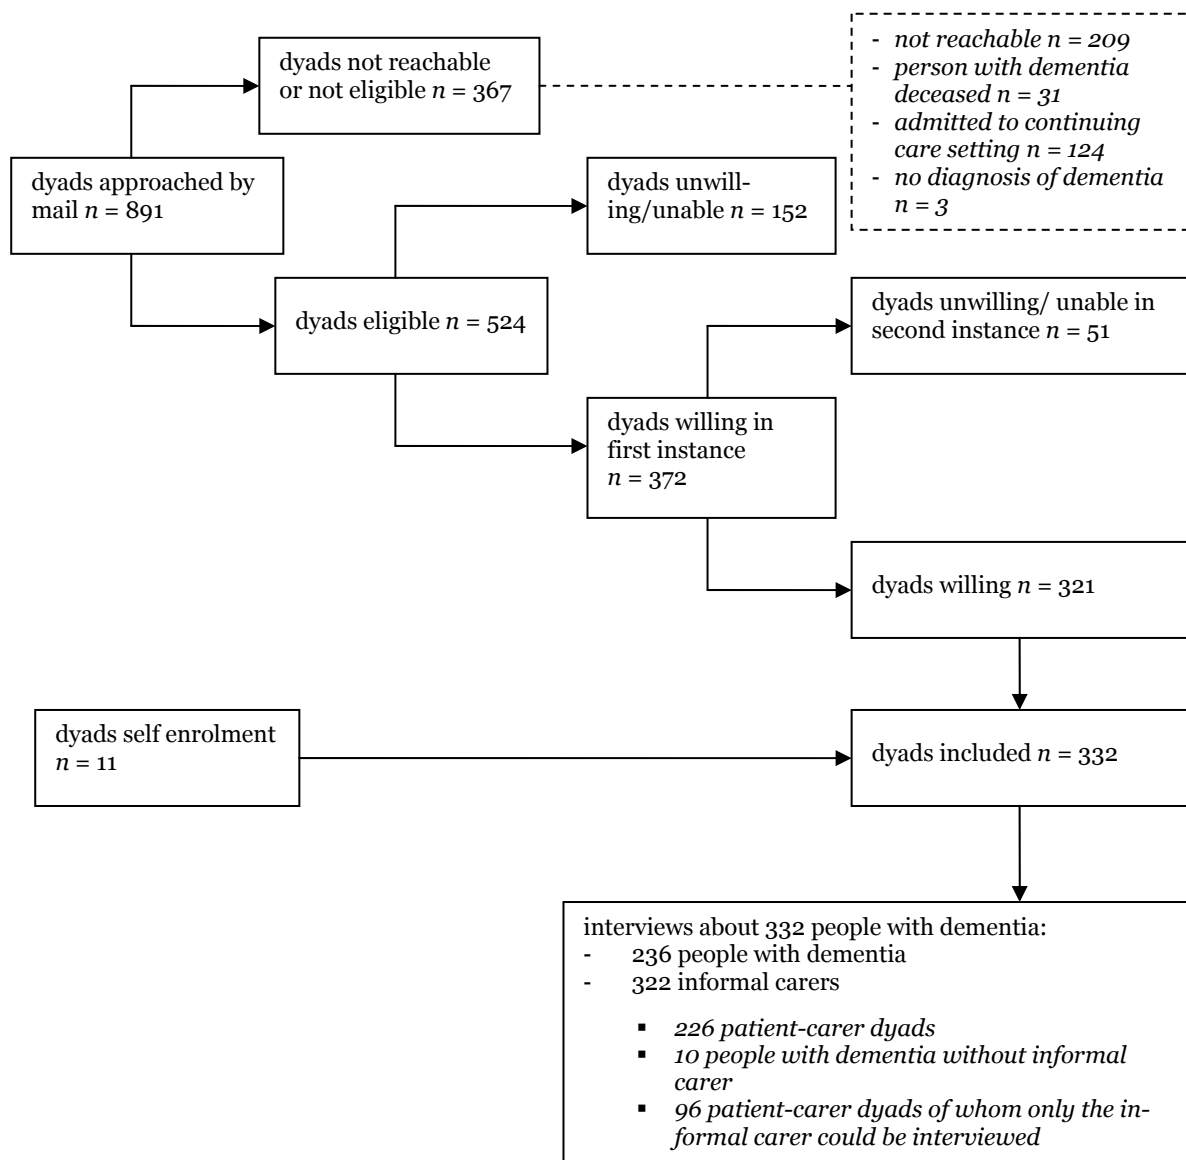 dyads not reachable
or not eligible n = 367
- not reachable n = 209
- person with dementia
deceased n = 31
- admitted to continuing
care setting n = 124
- no diagnosis of dementia
n = 3
dyads approached by
mail n = 891
dyads unwill-
ing/unable n = 152
dyads eligible n = 524
dyads unwilling/ unable in
second instance n = 51
dyads willing in
first instance
n = 372
dyads willing n = 321
dyads self enrolment
n = 11
dyads included n = 332
interviews about 332 people with dementia:
- 236 people with dementia
- 322 informal carers
▪ 226 patient-carer dyads
▪ 10 people with dementia without informal
carer
▪ 96 patient-carer dyads of whom only the in-
formal carer could be interviewed